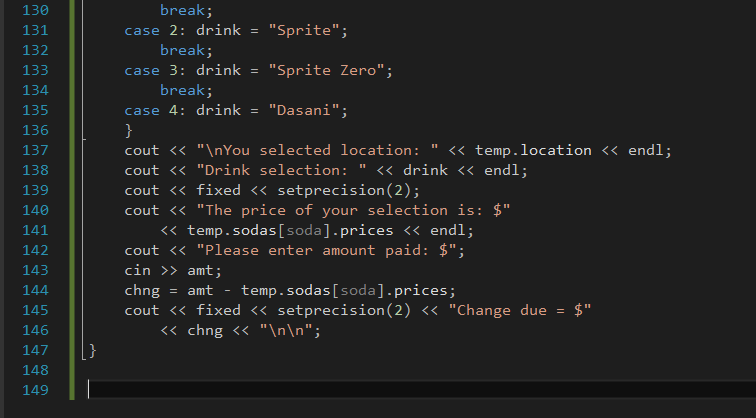 130 break;
131 case 2: drink = "Sprite";
132 break;
133 case 3: drink = "Sprite Zero";
134 break;
135 case 4: drink = "Dasani";
136 }
137 cout << "\nYou selected location: " << temp.location << endl;
138 cout << "Drink selection: " << drink << endl;
139 cout << fixed << setprecision(2);
140 cout << "The price of your selection is: $"
141 << temp.sodas[soda].prices << endl;
142 cout << "Please enter amount paid: $";
143 cin >> amt;
144 chng = amt - temp.sodas[soda].prices;
145 cout << fixed << setprecision(2) << "Change due = $"
146 << chng << "\n\n";
147 }
148
149